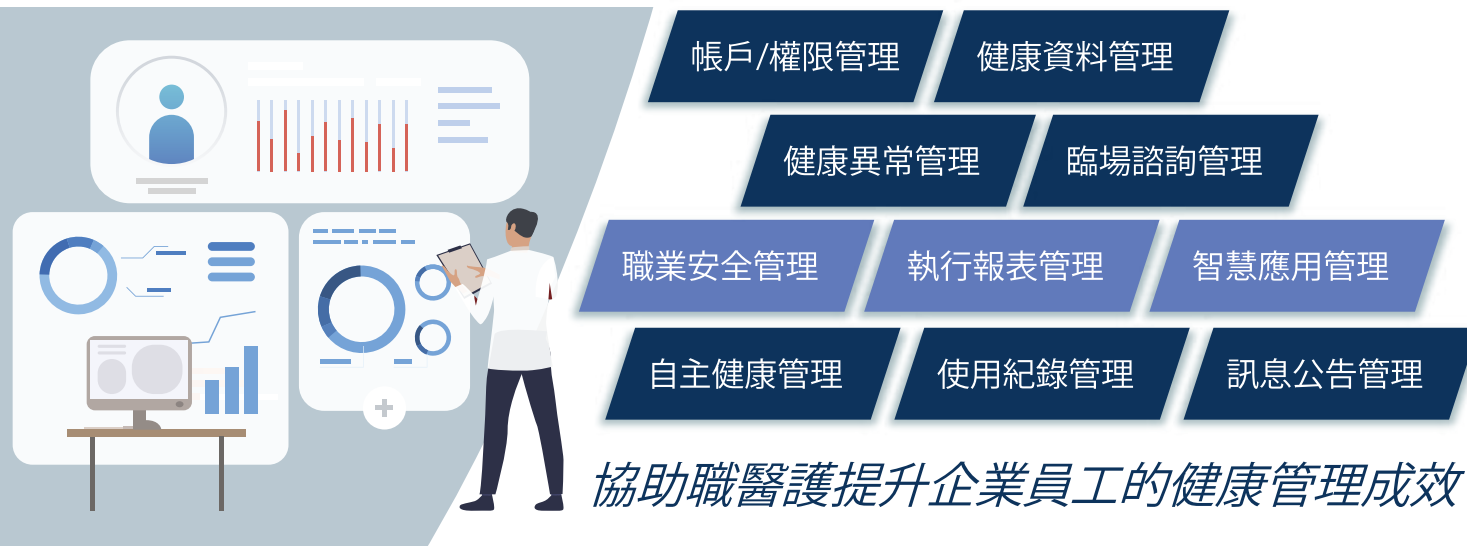 帳戶/權限管理 健康資料管理
健康異常管理 臨場諮詢管理
職業安全管理 執行報表管理 智慧應用管理
自主健康管理 使用紀錄管理 訊息公告管理
協助職醫護提升企業員工的健康管理成效